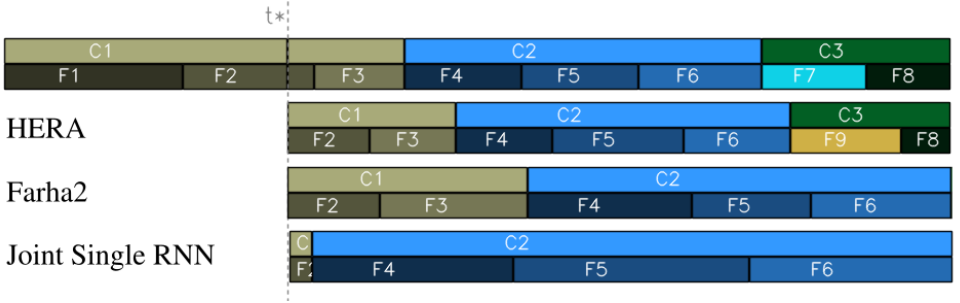 t*
C1 C2 C3
F1 F2 F3 F4 F5 F6 F7 F8
HERA
C1 C2 C3
F2 F3 F4 F5 F6 F9 F8
Farha2
C1 C2
F2 F3 F4 F5 F6
Joint Single RNN
C C2
F2 F4 F5 F6